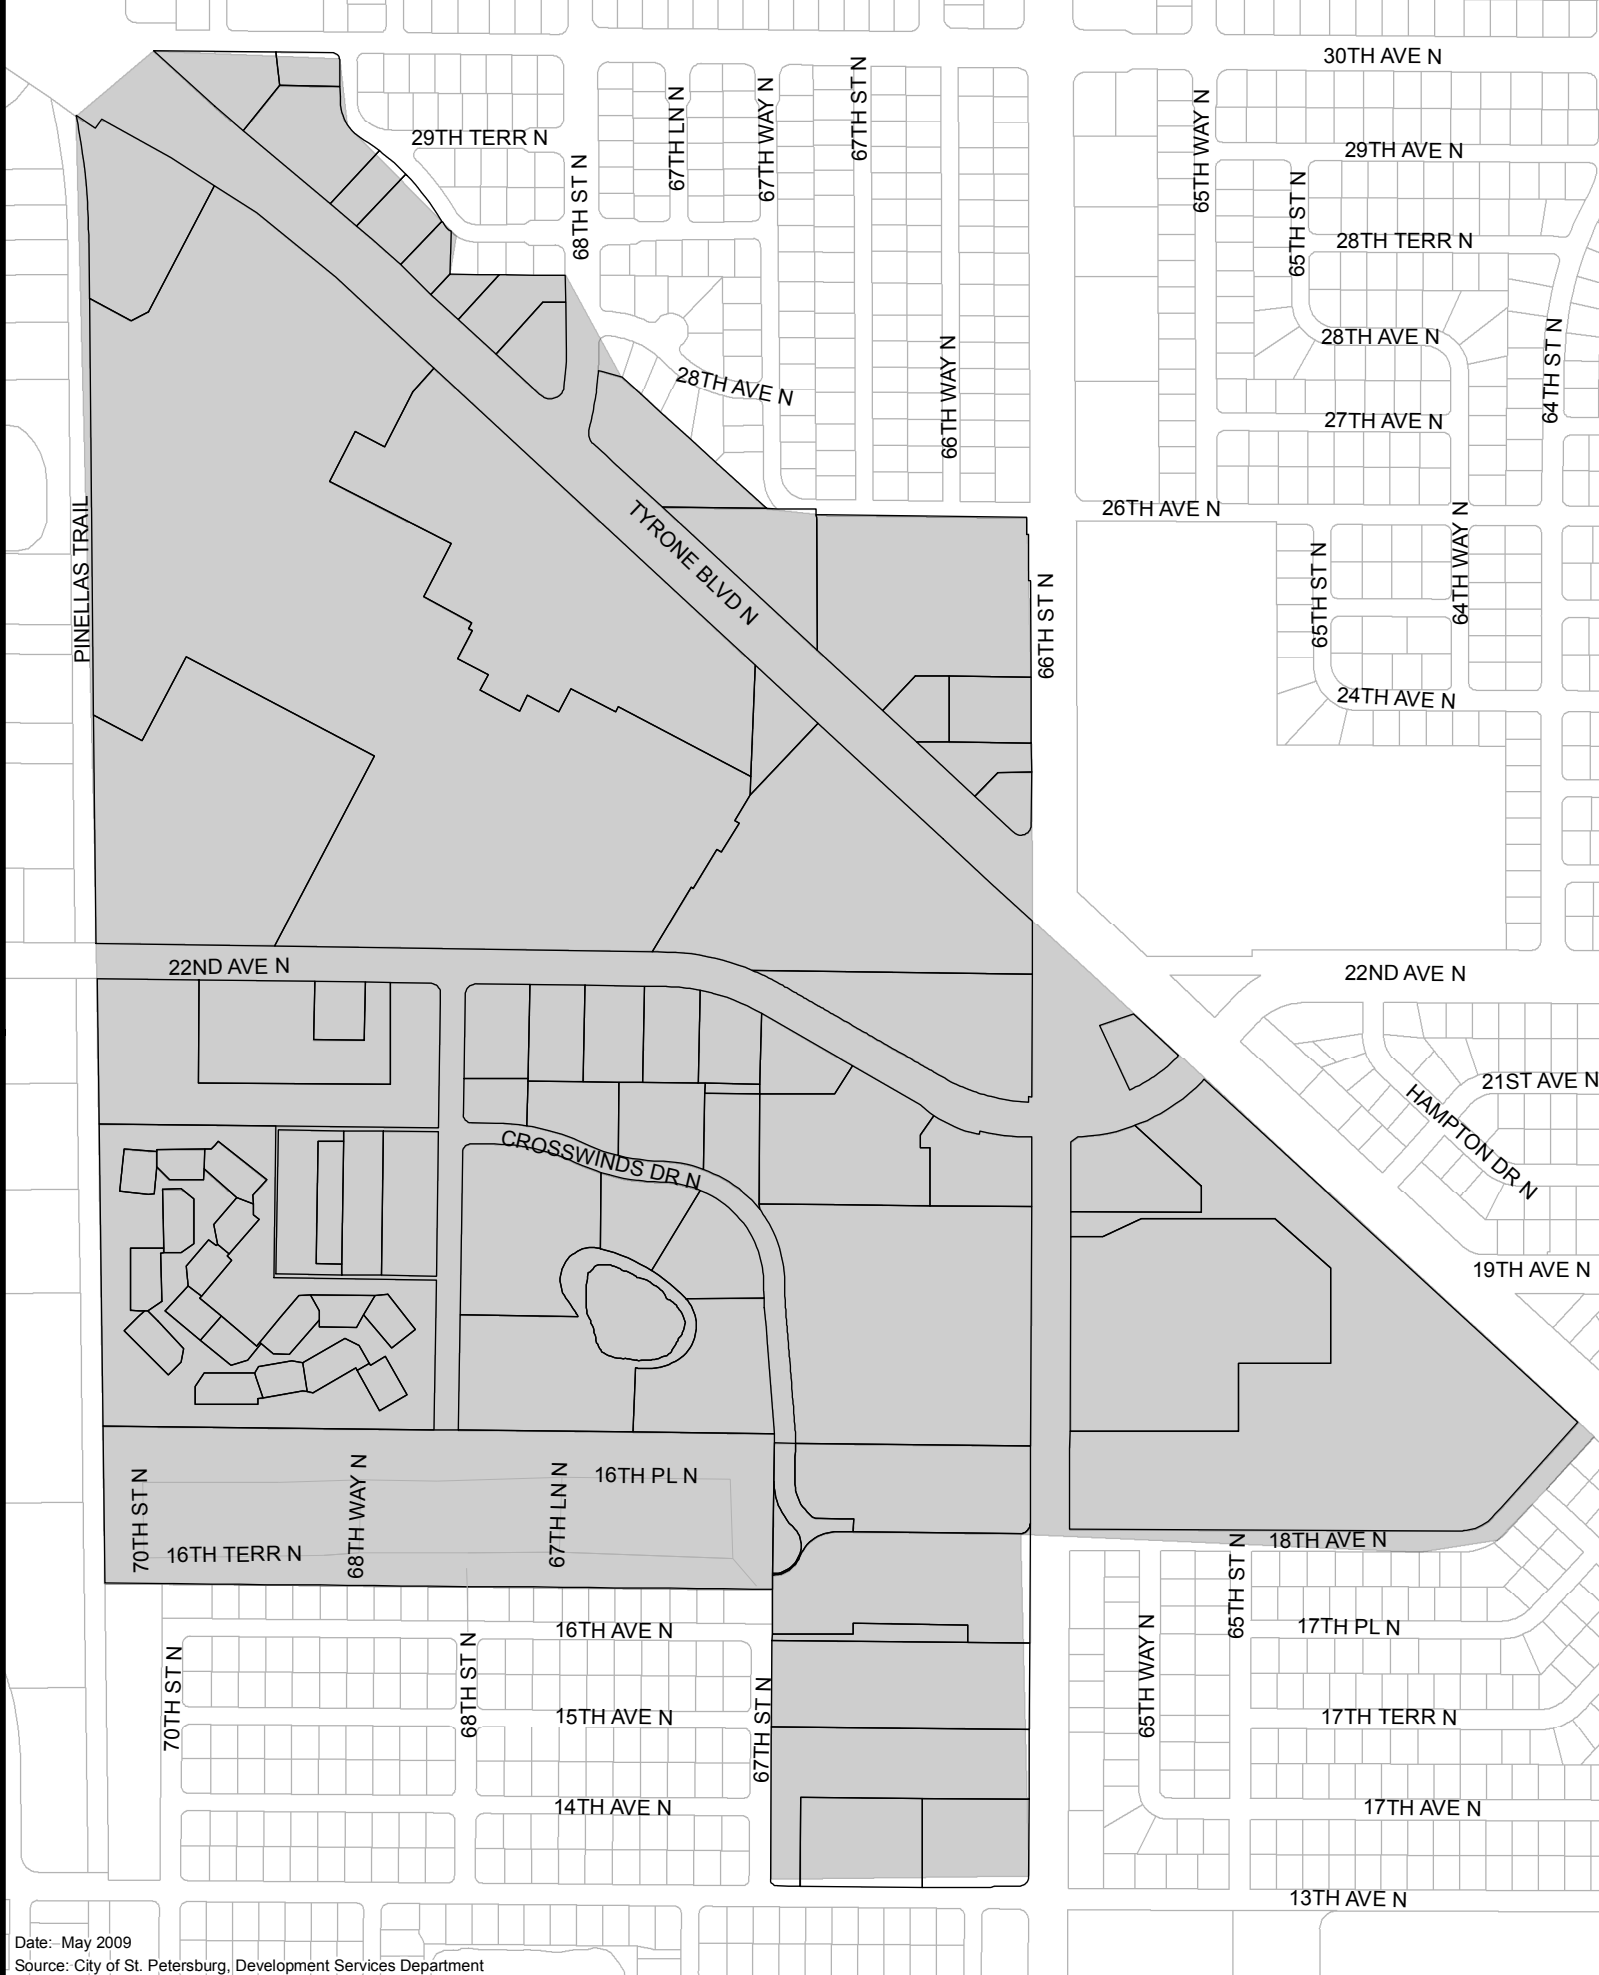 30TH AVE N
67TH ST N
67TH LN N
67TH WAY N
65TH WAY N
29TH TERR N
29TH AVE N
68TH ST N
65TH ST N
28TH TERR N
28TH AVE N
64TH ST N
28TH AVE N
66TH WAY N
27TH AVE N
26TH AVE N
PINELLAS TRAIL
TYRONE BLVD N
64TH WAY N
65TH ST N
66TH ST N
24TH AVE N
22ND AVE N
22ND AVE N
21ST AVE N
HAMPTON DR N
CROSSWINDS DR N
19TH AVE N
70TH ST N
68TH WAY N
67TH LN N
16TH PL N
16TH TERR N
18TH AVE N
65TH ST N
16TH AVE N
17TH PL N
70TH ST N
68TH ST N
65TH WAY N
15TH AVE N
67TH ST N
17TH TERR N
14TH AVE N
17TH AVE N
13TH AVE N
Date: May 2009
Source: City of St. Petersburg, Development Services Department